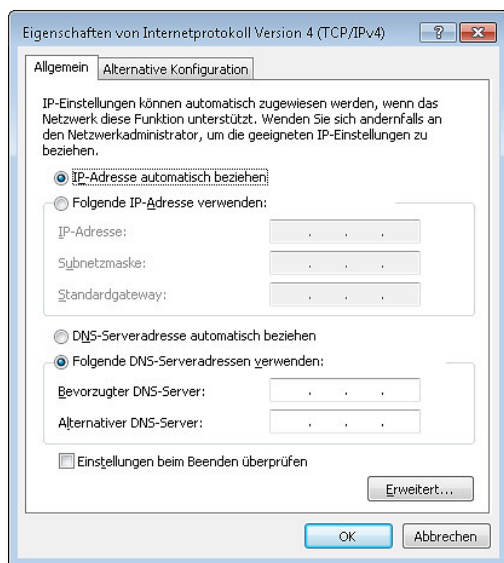 Eigenschaften von Internetprotokoll Version 4 (TCP/IPv4)
Allgemein
Alternative Konfiguration
IP-Einstellungen können automatisch zugewiesen werden, wenn das
Netzwerk diese Funktion unterstützt. Wenden Sie sich andernfalls an
den Netzwerkadministrator, um die geeigneten IP-Einstellungen zu
beziehen.
IP-Adresse automatisch beziehen
Folgende IP-Adresse verwenden:
IP-Adresse:
Subnetzmaske:
Standardgateway:
DNS-Serveradresse automatisch beziehen
Folgende DNS-Serveradressen verwenden:
Bevorzugter DNS-Server:
Alternativer DNS-Server:
Einstellungen beim Beenden überprüfen
Erweitert...
OK
Abbrechen